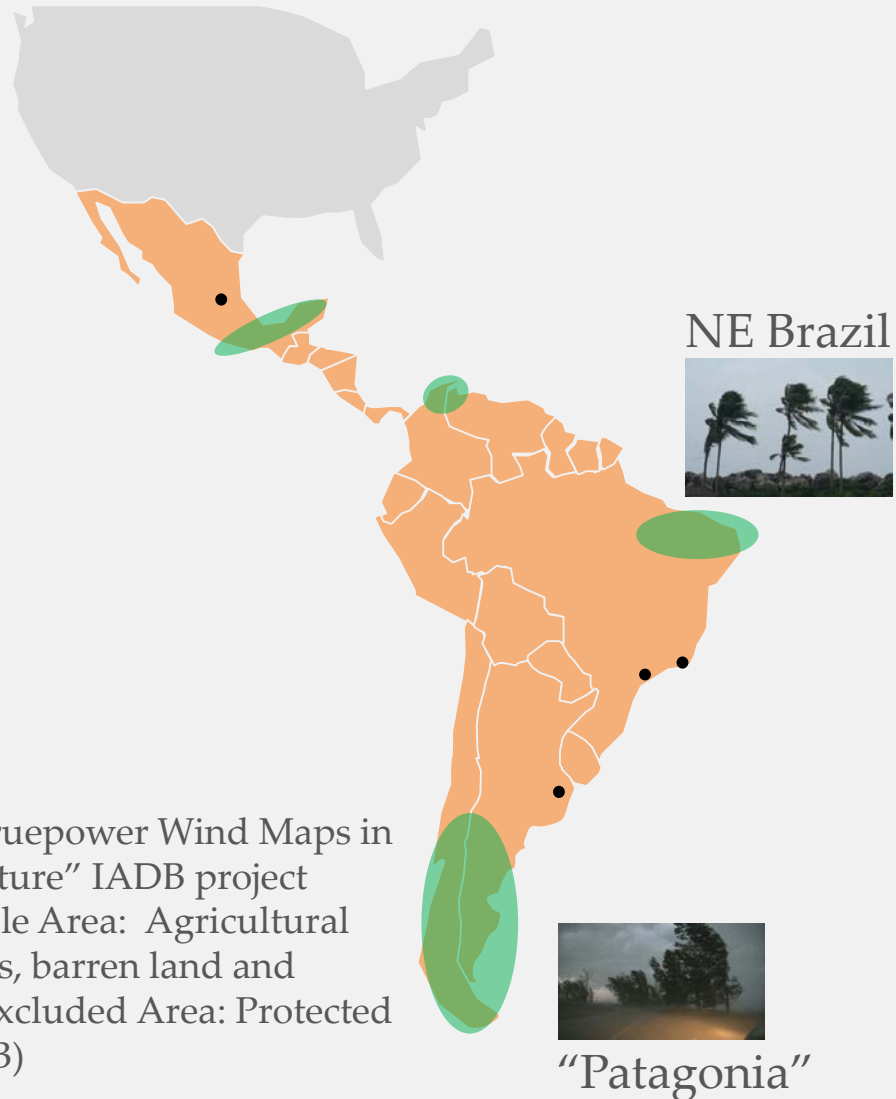 NE Brazil
ruepower Wind Maps in
ture” IADB project
le Area: Agricultural
s, barren land and
xcluded Area: Protected
B)
“Patagonia”